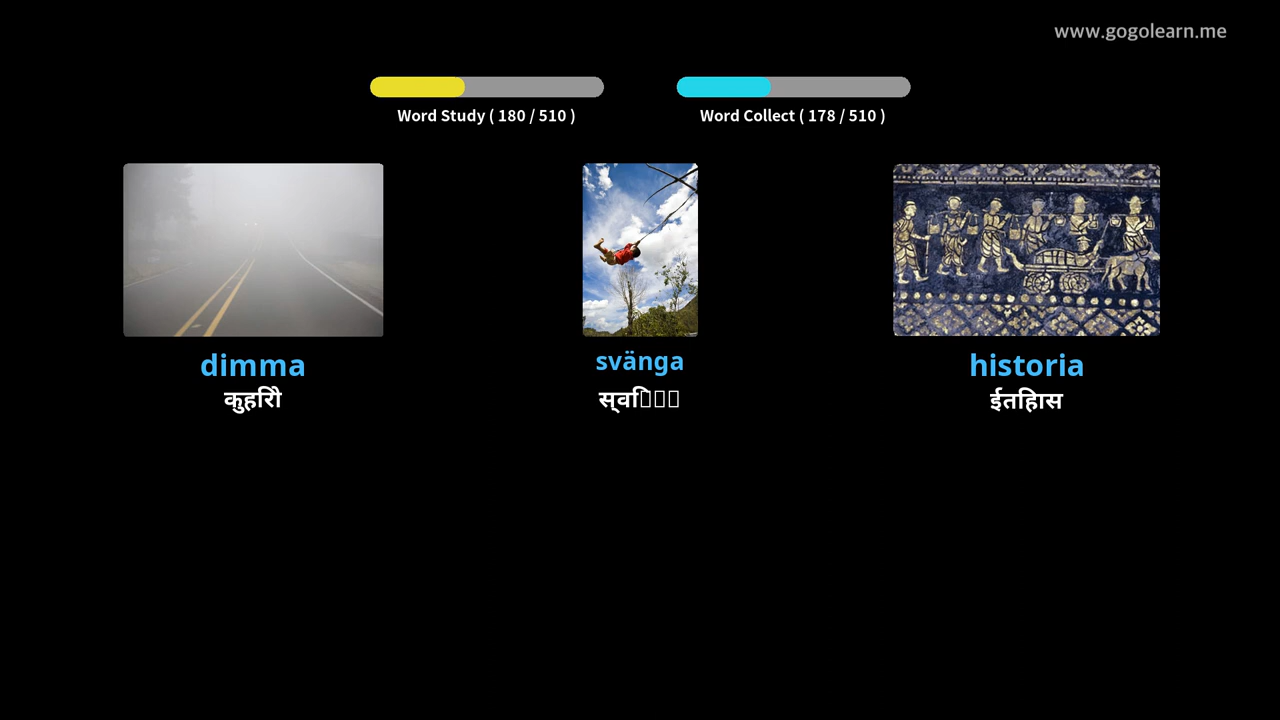 www.gogolearn.me
Word Study ( 180 / 510 )
Word Collect ( 178 / 510 )
dimma
svänga
historia
कुहिरो
ईतिहास